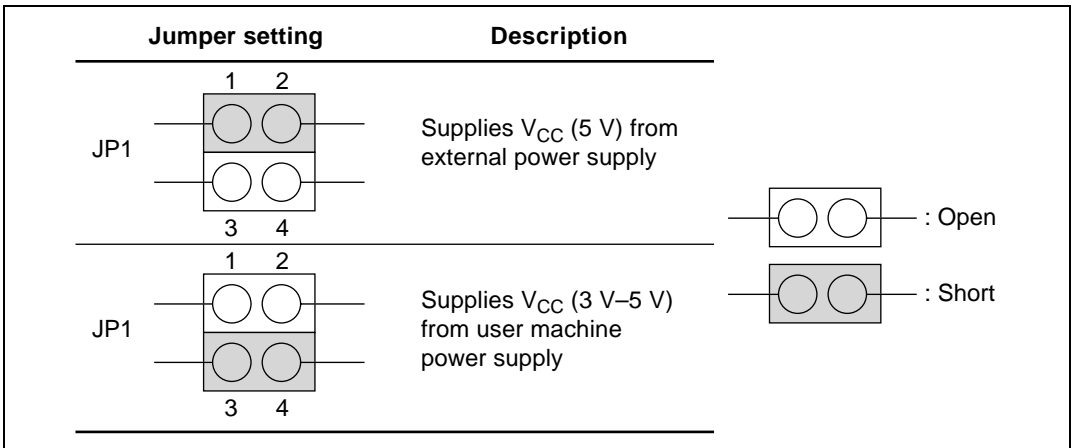 Jumper setting Description
1 2
JP1
Supplies VCC (5 V) from
external power supply
3 4
1 2
JP1
Supplies VCC (3 V–5 V)
from user machine
power supply
3 4
: Open
: Short